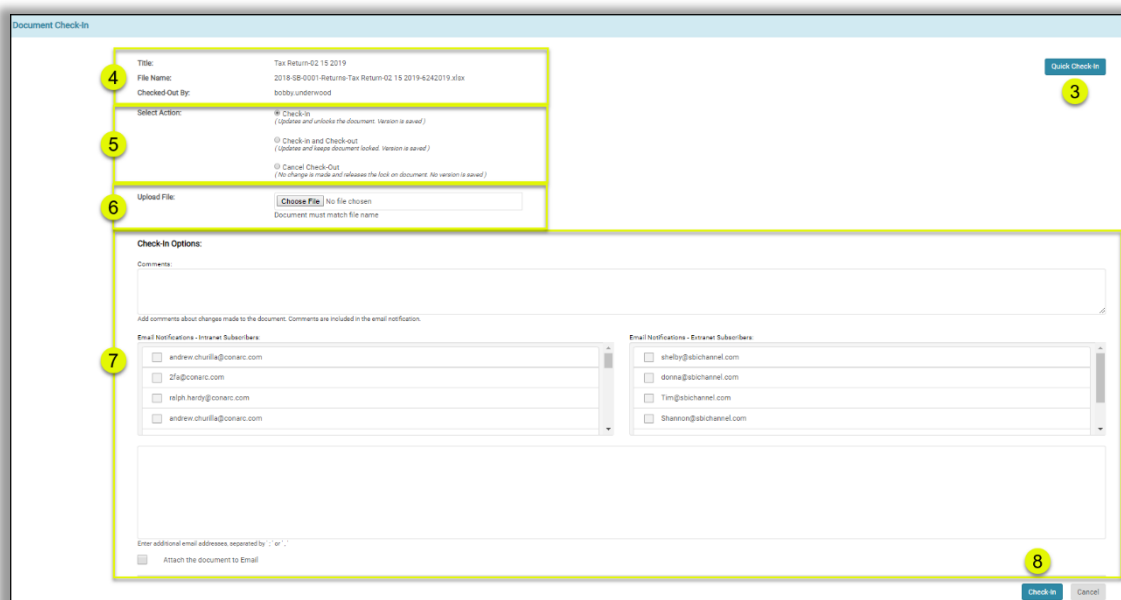 Document Check-In
4
Title: Tax Return-02 15 2019
File Name: 2018-SB-0001-Returns-Tax Return-02 15 2019-6242019.xlsx
Checked-Out By: bobby.underwood
Quick Check-In
3
5
Select Action: Check-In
( Updates and unlocks the document. Version is saved )
Check-in and Check-out
( Updates and keeps document locked. Version is saved )
Cancel Check-Out
( No change is made and releases the lock on document. No version is saved )
6
Upload File: Choose File No file chosen
Document must match file name
7
Check-In Options:
Comments:
Add comments about changes made to the document. Comments are included in the email notification.
Email Notifications - Intranet Subscribers:
andrew.churilla@conarc.com
2fa@conarc.com
ralph.hardy@conarc.com
andrew.churilla@conarc.com
Email Notifications - Extranet Subscribers:
shelby@sbichannel.com
donna@sbichannel.com
Tim@sbichannel.com
Shannon@sbichannel.com
Enter additional email addresses, separated by ';' or ','
Attach the document to Email
8
Check-In Cancel